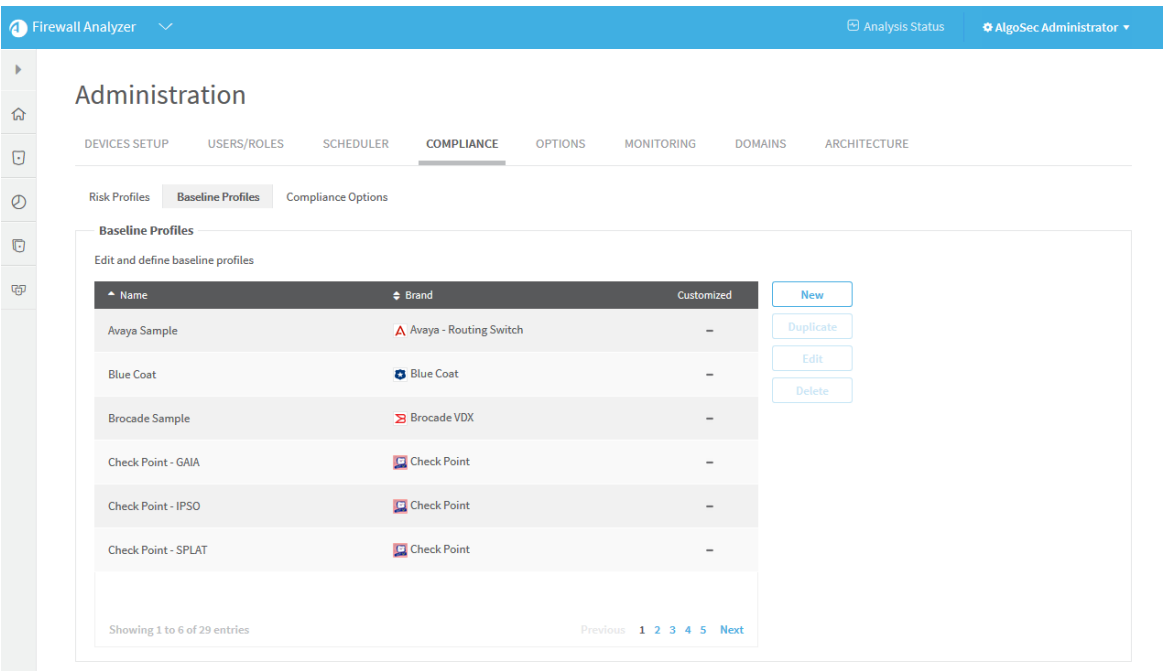 Firewall Analyzer
Analysis Status
AlgoSec Administrator
Administration
DEVICES SETUP USERS/ROLES SCHEDULER COMPLIANCE OPTIONS MONITORING DOMAINS ARCHITECTURE
Risk Profiles Baseline Profiles Compliance Options
Baseline Profiles
Edit and define baseline profiles
Name Brand Customized
Avaya Sample Avaya - Routing Switch –
Blue Coat Blue Coat –
Brocade Sample Brocade VDX –
Check Point - GAIA Check Point –
Check Point - IPSO Check Point –
Check Point - SPLAT Check Point –
New
Duplicate
Edit
Delete
Showing 1 to 6 of 29 entries Previous 1 2 3 4 5 Next